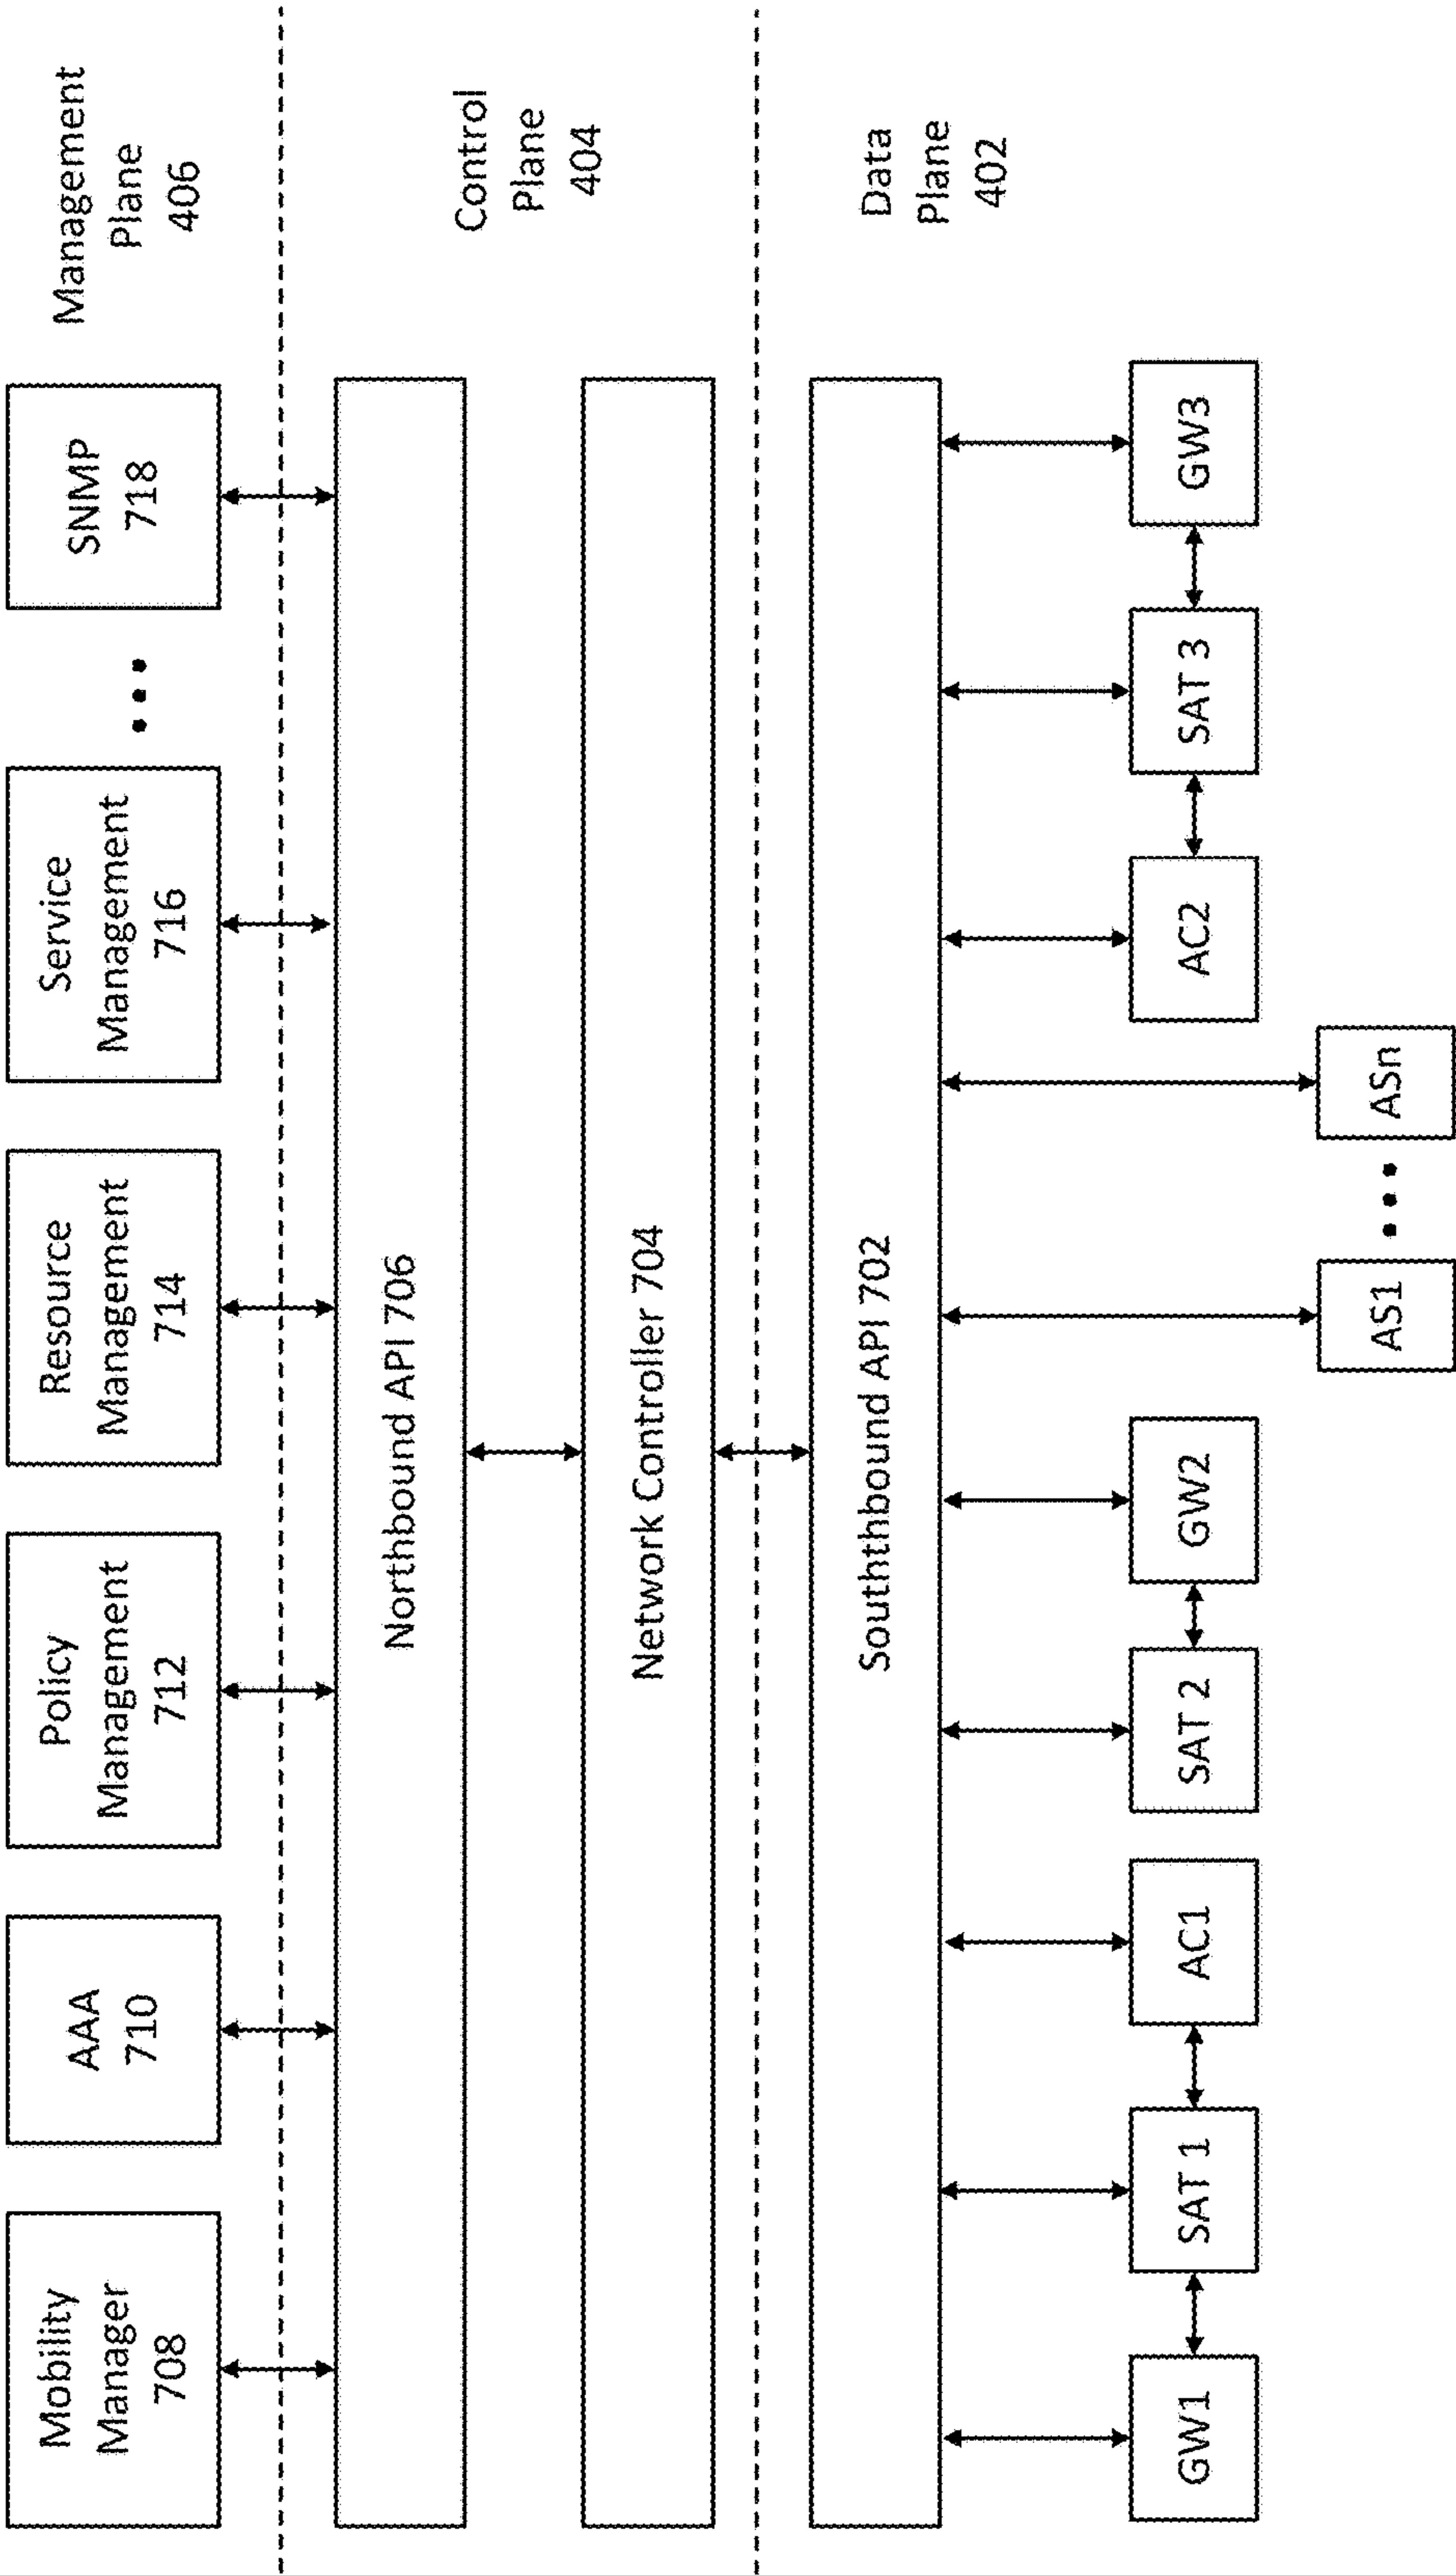 Mobility
Manager
708
AAA
710
Policy
Management
712
Resource
Management
714
Service
Management
716
• • •
SNMP
718
Management
Plane
406
Northbound API 706
Network Controller 704
Control
Plane
404
Souththbound API 702
Data
Plane
402
GW1
SAT 1
AC1
SAT 2
GW2
AC2
SAT 3
GW3
AS1
• • •
ASn